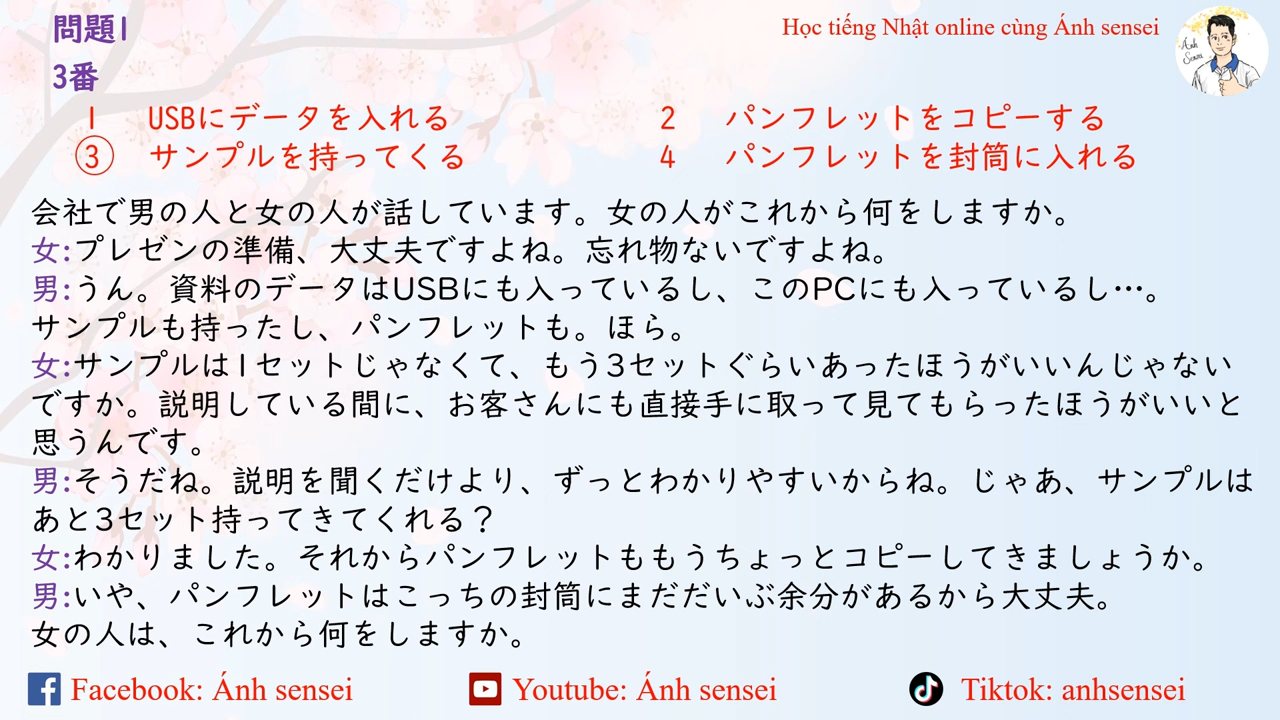 問題1
Học tiếng Nhật online cùng Ánh sensei
Ánh Sensei
3番
1 USBにデータを入れる
2 パンフレットをコピーする
③ サンプルを持ってくる
4 パンフレットを封筒に入れる
会社で男の人と女の人が話しています。女の人がこれから何をしますか。
女:プレゼンの準備、大丈夫ですよね。忘れ物ないですよね。
男:うん。資料のデータはUSBにも入っているし、このPCにも入っているし…。
サンプルも持ったし、パンフレットも。ほら。
女:サンプルは1セットじゃなくて、もう3セットぐらいあったほうがいいんじゃない
ですか。説明している間に、お客さんにも直接手に取って見てもらったほうがいいと
思うんです。
男:そうだね。説明を聞くだけより、ずっとわかりやすいからね。じゃあ、サンプルは
あと3セット持ってきてくれる?
女:わかりました。それからパンフレットももうちょっとコピーしてきましょうか。
男:いや、パンフレットはこっちの封筒にまだだいぶ余分があるから大丈夫。
女の人は、これから何をしますか。
Facebook: Ánh sensei
Youtube: Ánh sensei
Tiktok: anhsensei